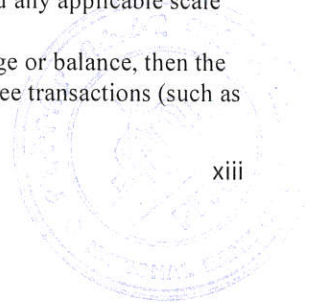 d any applicable scale
ge or balance, then the
ee transactions (such as
xiii